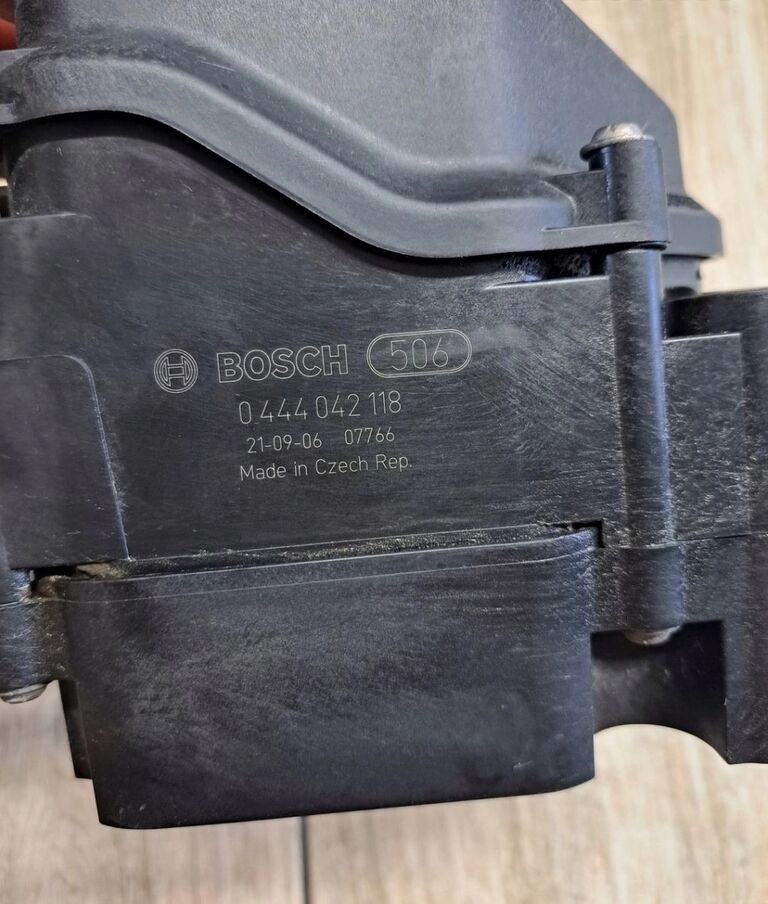 BOSCH 506
0 444 042 118
21-09-06 07766
Made in Czech Rep.